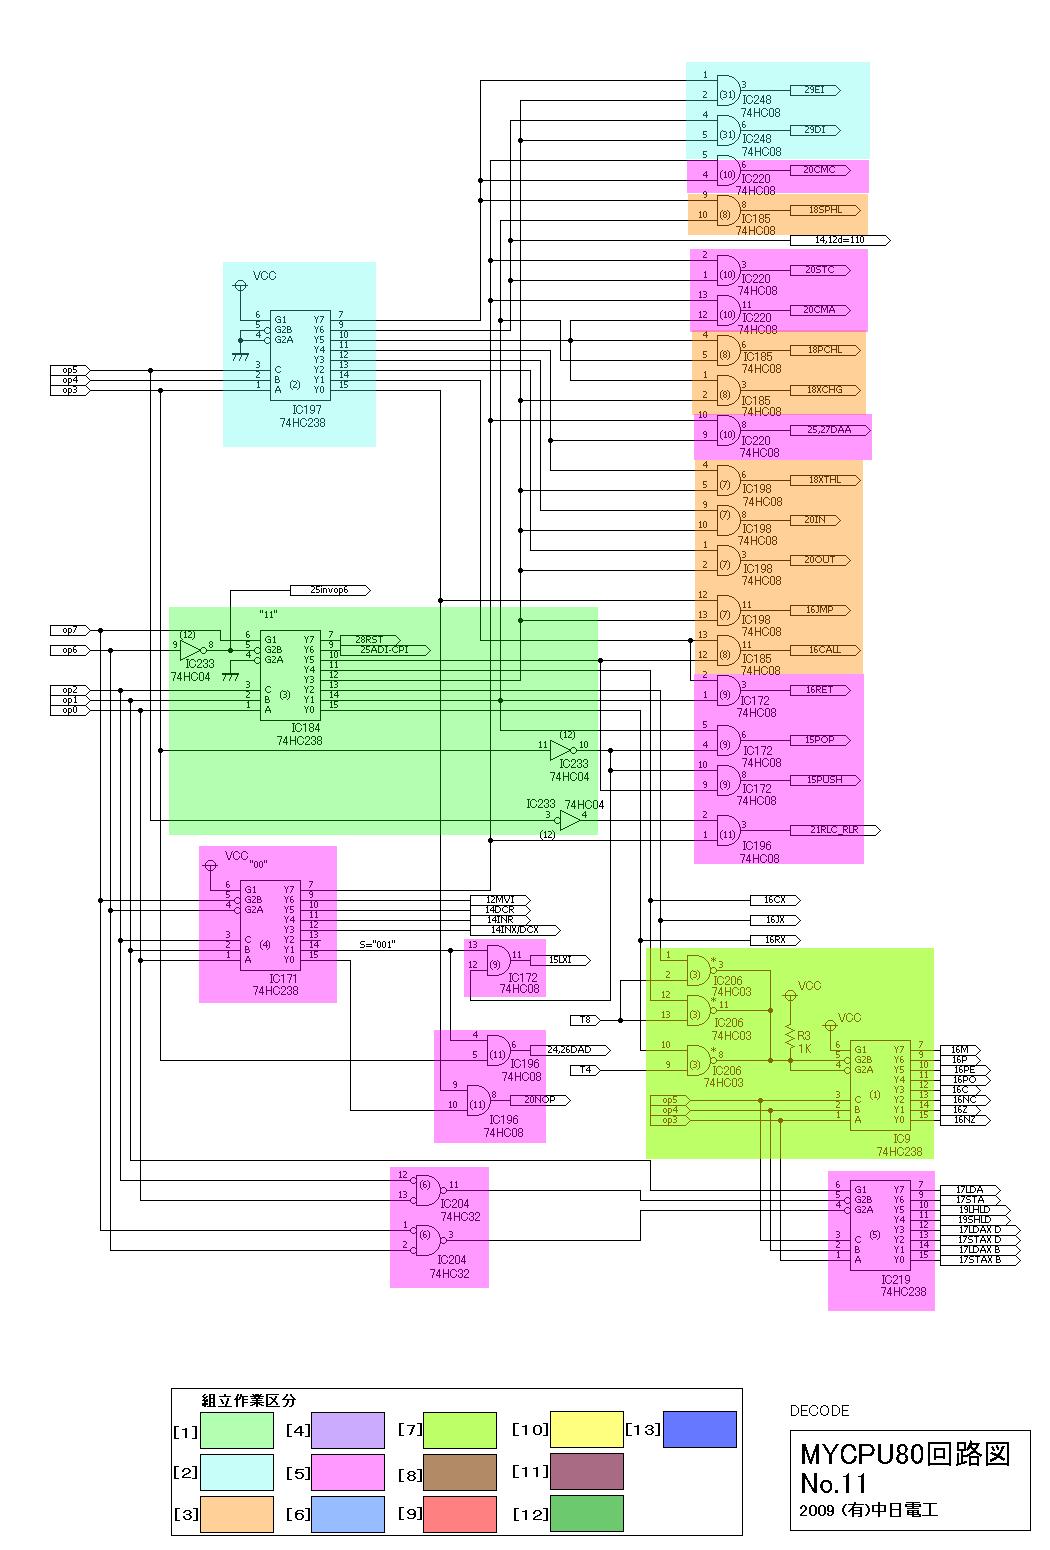 1
2
3
(31)
IC248
74HC08
29EI
4
5
6
(31)
IC248
74HC08
29DI
5
4
6
(10)
IC220
74HC08
20CMC
9
10
8
(8)
IC185
74HC08
18SPHL
14,12d=110
2
1
3
(10)
IC220
74HC08
20STC
13
12
11
(10)
IC220
74HC08
20CMA
4
5
6
(8)
IC185
74HC08
18PCHL
1
2
3
(8)
IC185
74HC08
18XCHG
10
9
8
(10)
IC220
74HC08
25,27DAA
4
5
6
(7)
IC198
74HC08
18XTHL
9
10
8
(7)
IC198
74HC08
20IN
1
2
3
(7)
IC198
74HC08
20OUT
12
13
11
(7)
IC198
74HC08
16JMP
13
12
11
(8)
IC185
74HC08
16CALL
2
1
3
(9)
IC172
74HC08
16RET
5
4
6
(9)
IC172
74HC08
15POP
10
9
8
(9)
IC172
74HC08
15PUSH
2
1
3
(11)
IC196
74HC08
21RLC_RLR
VCC
6 G1 Y7 7
5 G2B Y6 9
4 G2A Y5 10
Y4 11
Y3 12
3 C Y2 13
2 B Y1 14
1 A Y0 15
(2)
IC197
74HC238
op5
op4
op3
25invop6
"11"
op7
op6
(12)
9 8
IC233
74HC04
6 G1 Y7 7
5 G2B Y6 9
4 G2A Y5 10
Y4 11
Y3 12
3 C Y2 13
2 B Y1 14
1 A Y0 15
(3)
IC184
74HC238
28RST
25ADI-CPI
op2
op1
op0
(12)
11 10
IC233
74HC04
IC233 74HC04
3 4
(12)
VCC "00"
6 G1 Y7 7
5 G2B Y6 9
4 G2A Y5 10
Y4 11
Y3 12
3 C Y2 13
2 B Y1 14
1 A Y0 15
(4)
IC171
74HC238
12MVI
14DCR
14INR
14INX/DCX
S="001"
13
12
11
(9)
IC172
74HC08
15LXI
4
5
6
(11)
IC196
74HC08
24,26DAD
9
10
8
(11)
IC196
74HC08
20NOP
16CX
16JX
16RX
T8
T4
1
2
3
*
(3)
IC206
74HC03
12
13
11
*
(3)
IC206
74HC03
10
9
8
*
(3)
IC206
74HC03
VCC
R3
1K
VCC
op5
op4
op3
6 G1 Y7 7 16M
5 G2B Y6 9 16P
4 G2A Y5 10 16PE
Y4 11 16PO
Y3 12 16C
3 C Y2 13 16NC
2 B Y1 14 16Z
1 A Y0 15 16NZ
(1)
IC9
74HC238
12
13
11
(6)
IC204
74HC32
1
2
3
(6)
IC204
74HC32
6 G1 Y7 7 17LDA
5 G2B Y6 9 17STA
4 G2A Y5 10 19LHLD
Y4 11 19SHLD
Y3 12 17LDAX D
3 C Y2 13 17STAX D
2 B Y1 14 17LDAX B
1 A Y0 15 17STAX B
(5)
IC219
74HC238
組立作業区分
[1] [4] [7] [10] [13]
[2] [5] [8] [11]
[3] [6] [9] [12]
DECODE
MYCPU80回路図
No.11
2009 (有)中日電工